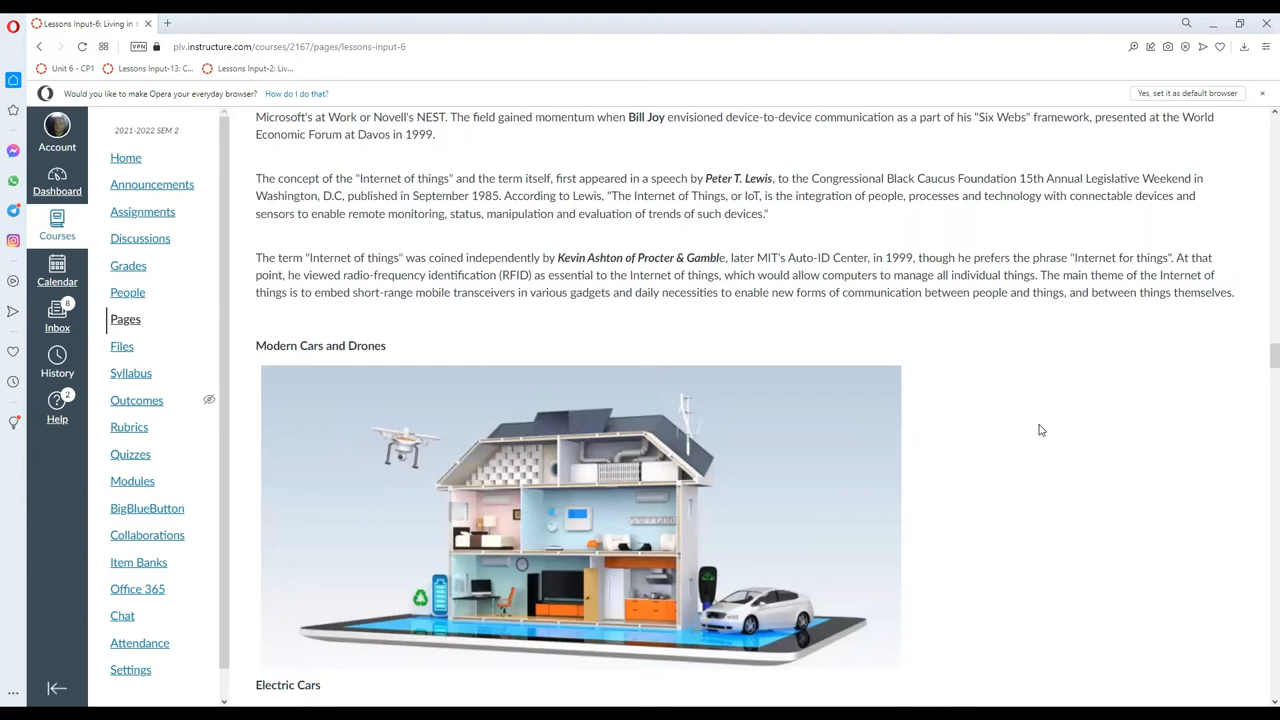 Lessons Input-6: Living in t
plv.instructure.com/courses/2167/pages/lessons-input-6
VPN
Unit 6 - CP1
Lessons Input-13: C...
Lessons Input-2: Liv...
Would you like to make Opera your everyday browser?
How do I do that?
Yes, set it as default browser
Account
Dashboard
Courses
Calendar
8
Inbox
History
2
Help
2021-2022 SEM 2
Home
Announcements
Assignments
Discussions
Grades
People
Pages
Files
Syllabus
Outcomes
Rubrics
Quizzes
Modules
BigBlueButton
Collaborations
Item Banks
Office 365
Chat
Attendance
Settings
Microsoft's at Work or Novell's NEST. The field gained momentum when Bill Joy envisioned device-to-device communication as a part of his "Six Webs" framework, presented at the World
Economic Forum at Davos in 1999.
The concept of the "Internet of things" and the term itself, first appeared in a speech by Peter T. Lewis, to the Congressional Black Caucus Foundation 15th Annual Legislative Weekend in
Washington, D.C, published in September 1985. According to Lewis, "The Internet of Things, or IoT, is the integration of people, processes and technology with connectable devices and
sensors to enable remote monitoring, status, manipulation and evaluation of trends of such devices."
The term "Internet of things" was coined independently by Kevin Ashton of Procter & Gamble, later MIT's Auto-ID Center, in 1999, though he prefers the phrase "Internet for things". At that
point, he viewed radio-frequency identification (RFID) as essential to the Internet of things, which would allow computers to manage all individual things. The main theme of the Internet of
things is to embed short-range mobile transceivers in various gadgets and daily necessities to enable new forms of communication between people and things, and between things themselves.
Modern Cars and Drones
Electric Cars